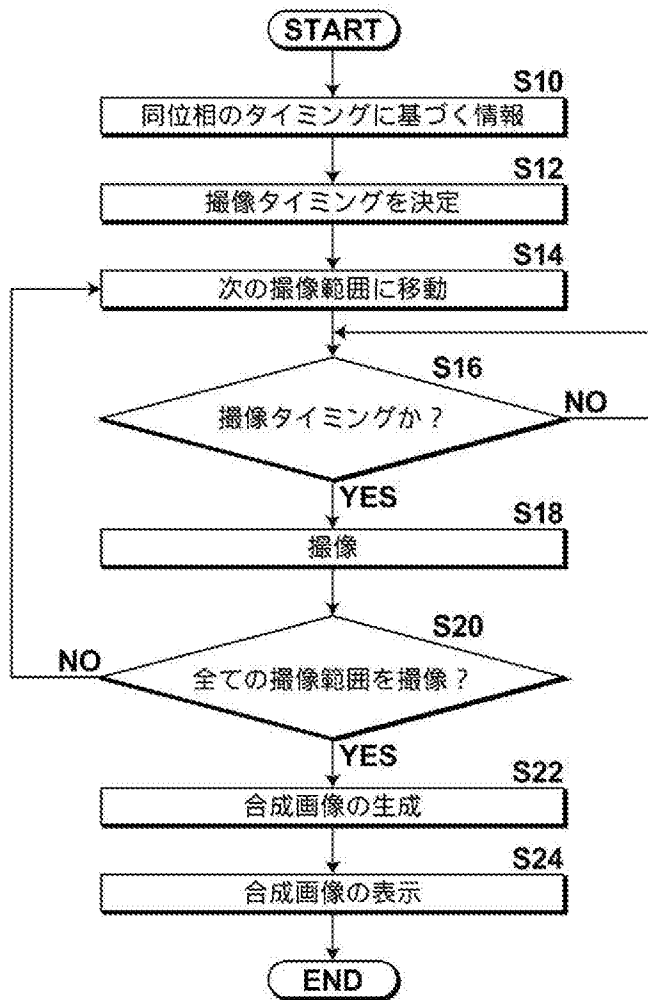 START
S10
同位相のタイミングに基づく情報
S12
撮像タイミングを決定
S14
次の撮像範囲に移動
S16
撮像タイミングか？
NO
YES
S18
撮像
S20
NO
全ての撮像範囲を撮像？
YES
S22
合成画像の生成
S24
合成画像の表示
END